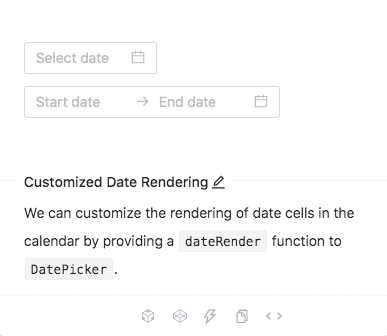 Select date
Start date → End date
Customized Date Rendering
We can customize the rendering of date cells in the
calendar by providing a dateRender function to
DatePicker.